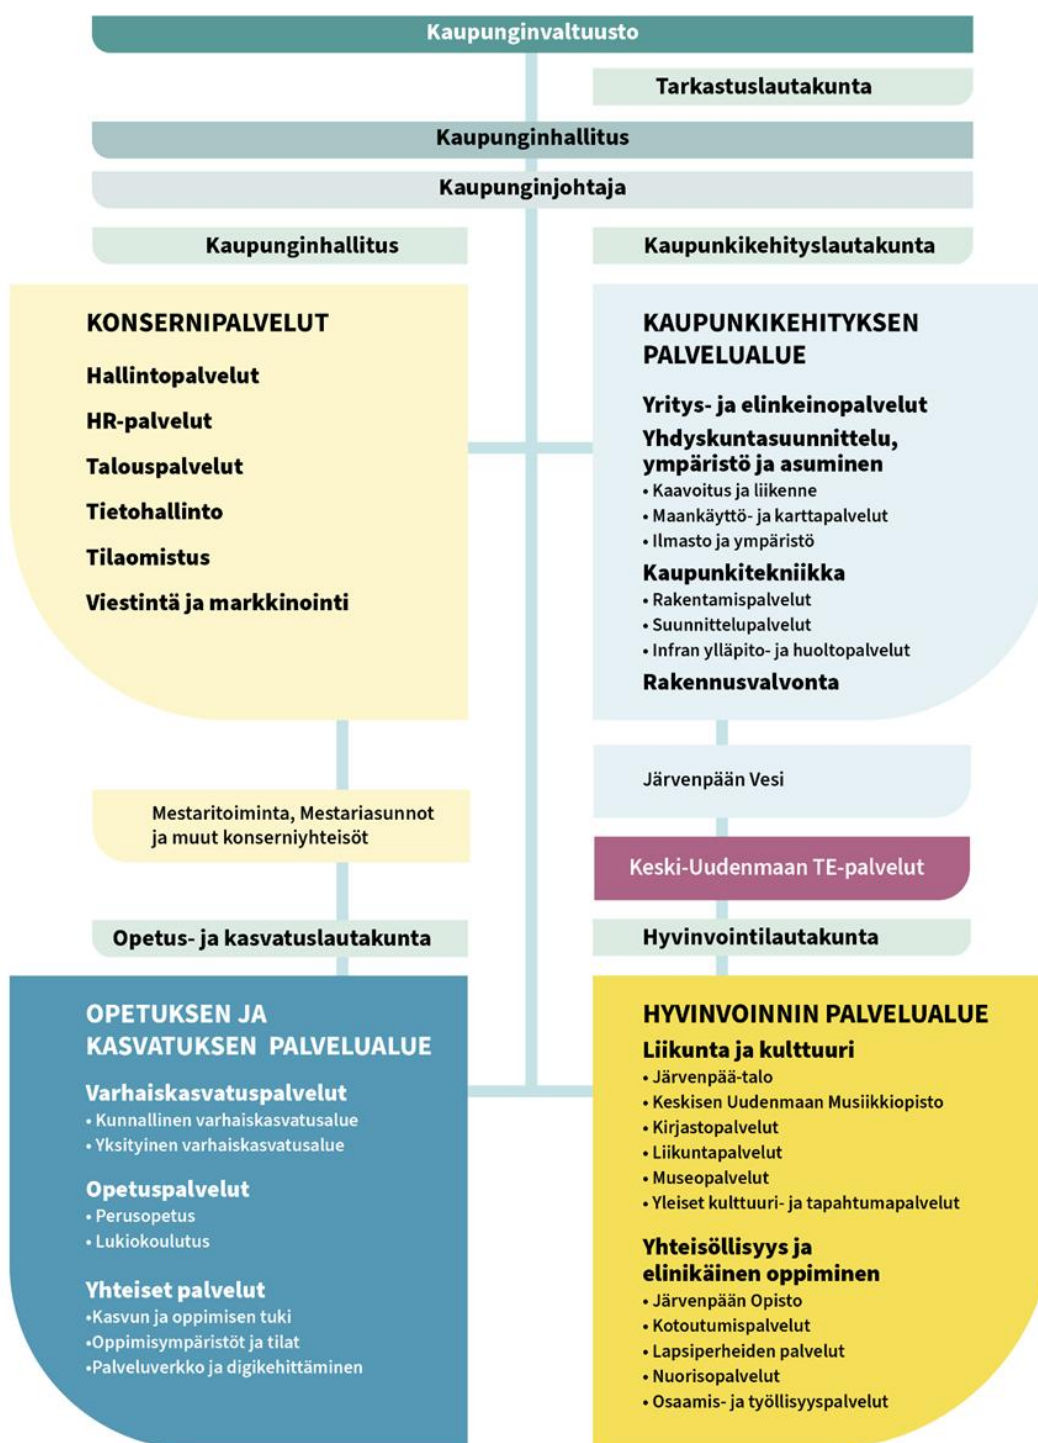 Kaupunginvaltuusto
Tarkastuslautakunta
Kaupunginhallitus
Kaupunginjohtaja
Kaupunginhallitus
KONSERNIPALVELUT
Hallintopalvelut
HR-palvelut
Talouspalvelut
Tietohallinto
Tilaomistus
Viestintä ja markkinointi
Mestaritoiminta, Mestariasunnot
ja muut konserniyhteisöt
Kaupunkikehityslautakunta
KAUPUNKIKEHITYKSEN
PALVELUALUE
Yritys- ja elinkeinopalvelut
Yhdyskuntasuunnittelu,
ympäristö ja asuminen
• Kaavoitus ja liikenne
• Maankäyttö- ja karttapalvelut
• Ilmasto ja ympäristö
Kaupunkitekniikka
• Rakentamispalvelut
• Suunnittelupalvelut
• Infran ylläpito- ja huoltopalvelut
Rakennusvalvonta
Järvenpään Vesi
Keski-Uudenmaan TE-palvelut
Opetus- ja kasvatuslautakunta
OPETUKSEN JA
KASVATUKSEN PALVELUALUE
Varhaiskasvatuspalvelut
• Kunnallinen varhaiskasvatusalue
• Yksityinen varhaiskasvatusalue
Opetuspalvelut
• Perusopetus
• Lukiokoulutus
Yhteiset palvelut
•Kasvun ja oppimisen tuki
•Oppimisympäristöt ja tilat
•Palveluverkko ja digikehittäminen
Hyvinvointilautakunta
HYVINVOINNIN PALVELUALUE
Liikunta ja kulttuuri
• Järvenpää-talo
• Keskisen Uudenmaan Musiikkiopisto
• Kirjastopalvelut
• Liikuntapalvelut
• Museopalvelut
• Yleiset kulttuuri- ja tapahtumapalvelut
Yhteisöllisyys ja
elinikäinen oppiminen
• Järvenpään Opisto
• Kotoutumispalvelut
• Lapsiperheiden palvelut
• Nuorisopalvelut
• Osaamis- ja työllisyyspalvelut